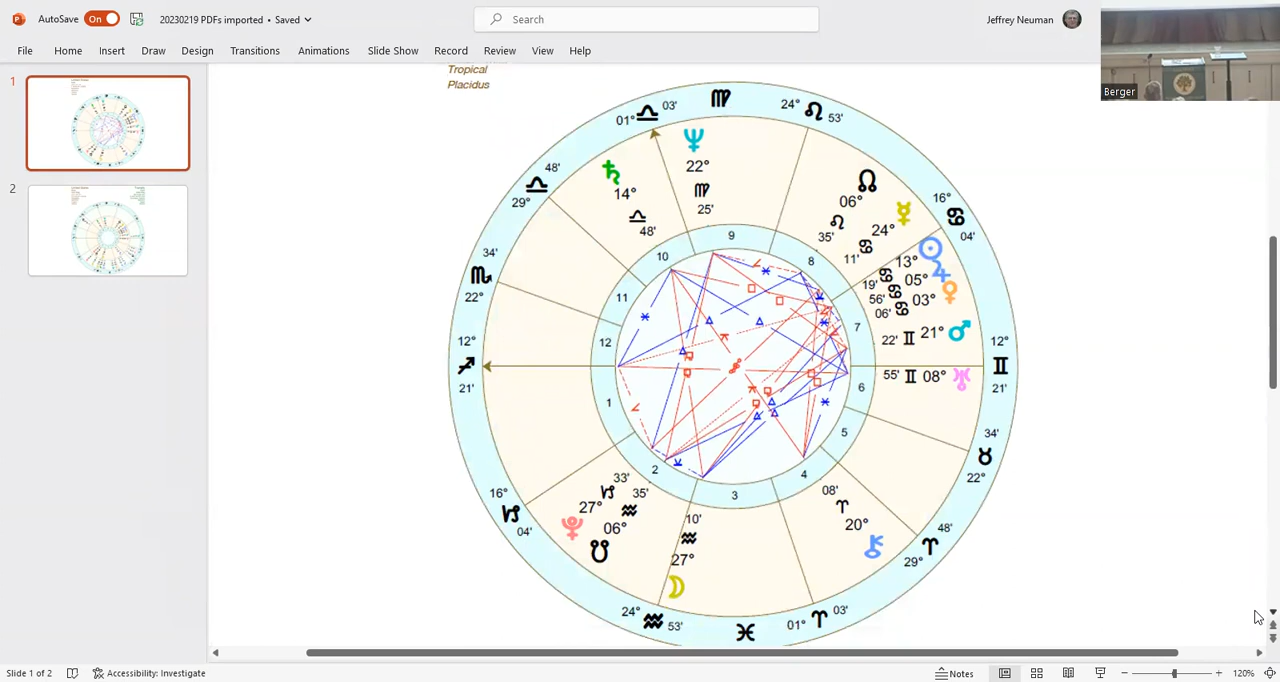 AutoSave On 20230219 PDFs imported • Saved Search Jeffrey Neuman
File Home Insert Draw Design Transitions Animations Slide Show Record Review View Help
Berger
1
2
Tropical
Placidus
01° ♎ 03'
♍
24° ♌ 53'
29° ♎ 48'
16° ♋ 04'
34' ♏ 22°
12° ♐ 21'
12° ♊ 21'
34' ♉ 22°
16° ♑ 04'
29° ♈ 48'
24° ♒ 53'
♓
01° ♈ 03'
♄ 14° ♎ 48'
♆ 22° ♍ 25'
☊ 06° ♌ 35'
☿ 24° ♋ 11'
☉ 13° ♋ 19'
♃ 05° ♋ 56'
♀ 03° ♋ 06'
♂ 21° ♊ 22'
♅ 08° ♊ 55'
♇ 27° ♑ 33'
☋ 06° ♒ 35'
☽ 27° ♒ 10'
⚷ 20° ♈ 08'
9
8
7
6
5
4
3
2
1
12
11
10
Slide 1 of 2 Accessibility: Investigate Notes 120%